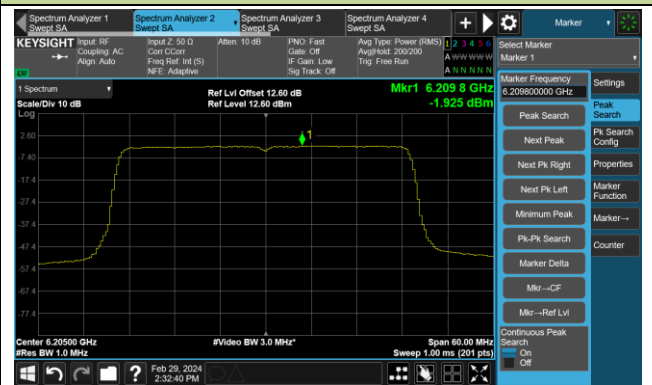 Spectrum Analyzer 1
Swept SA
Spectrum Analyzer 2
Swept SA
Spectrum Analyzer 3
Swept SA
Spectrum Analyzer 4
Swept SA
+
Marker
KEYSIGHT
Input: RF
Coupling: AC
Align: Auto
Input Z: 50 Ω
Corr CCorr
Freq Ref: Int (S)
NFE: Adaptive
Atten: 10 dB
PNO: Fast
Gate: Off
IF Gain: Low
Sig Track: Off
Avg Type: Power (RMS)
Avg|Hold: 200/200
Trig: Free Run
1 2 3 4 5 6
A W W W W W
A N N N N N
Select Marker
Marker 1
1 Spectrum
Scale/Div 10 dB
Log
Ref Lvl Offset 12.60 dB
Ref Level 12.60 dBm
Mkr1 6.209 8 GHz
-1.925 dBm
Marker Frequency
6.209800000 GHz
Settings
Peak Search
Peak
Search
Next Peak
Pk Search
Config
Next Pk Right
Properties
Next Pk Left
Marker
Function
Minimum Peak
Marker→
Pk-Pk Search
Counter
Marker Delta
Mkr→CF
Mkr→Ref Lvl
Continuous Peak
Search
On
Off
1
2.60
-7.40
-17.4
-27.4
-37.4
-47.4
-57.4
-67.4
-77.4
Center 6.20500 GHz
#Res BW 1.0 MHz
#Video BW 3.0 MHz*
Span 60.00 MHz
Sweep 1.00 ms (201 pts)
?
Feb 29, 2024
2:32:40 PM